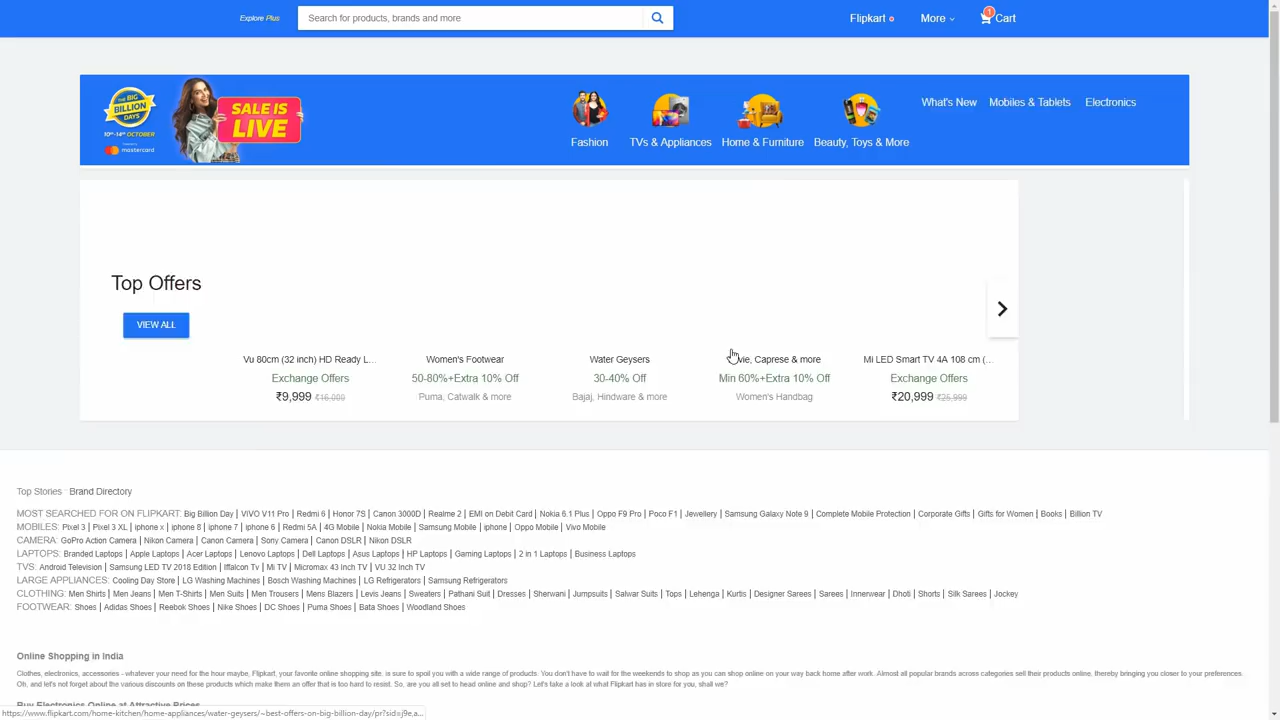 Explore Plus
Search for products, brands and more
Flipkart
More
1
Cart
THE BIG
BILLION
DAYS
10th-14th OCTOBER
mastercard
SALE IS
LIVE
Fashion
TVs & Appliances
Home & Furniture
Beauty, Toys & More
What's New
Mobiles & Tablets
Electronics
Top Offers
VIEW ALL
Vu 80cm (32 inch) HD Ready L...
Exchange Offers
₹9,999 ₹16,000
Women's Footwear
50-80%+Extra 10% Off
Puma, Catwalk & more
Water Geysers
30-40% Off
Bajaj, Hindware & more
Caprese & more
Min 60%+Extra 10% Off
Women's Handbag
Mi LED Smart TV 4A 108 cm (...
Exchange Offers
₹20,999 ₹25,999
Top Stories : Brand Directory
MOST SEARCHED FOR ON FLIPKART: Big Billion Day | VIVO V11 Pro | Redmi 6 | Honor 7S | Canon 3000D | Realme 2 | EMI on Debit Card | Nokia 6.1 Plus | Oppo F9 Pro | Poco F1 | Jewellery | Samsung Galaxy Note 9 | Complete Mobile Protection | Corporate Gifts | Gifts for Women | Books | Billion TV
MOBILES: Pixel 3 | Pixel 3 XL | iphone x | iphone 8 | iphone 7 | iphone 6 | Redmi 5A | 4G Mobile | Nokia Mobile | Samsung Mobile | iphone | Oppo Mobile | Vivo Mobile
CAMERA: GoPro Action Camera | Nikon Camera | Canon Camera | Sony Camera | Canon DSLR | Nikon DSLR
LAPTOPS: Branded Laptops | Apple Laptops | Acer Laptops | Lenovo Laptops | Dell Laptops | Asus Laptops | HP Laptops | Gaming Laptops | 2 in 1 Laptops | Business Laptops
TVS: Android Television | Samsung LED TV 2018 Edition | Iffalcon Tv | Mi TV | Micromax 43 Inch TV | VU 32 Inch TV
LARGE APPLIANCES: Cooling Day Store | LG Washing Machines | Bosch Washing Machines | LG Refrigerators | Samsung Refrigerators
CLOTHING: Men Shirts | Men Jeans | Men T-Shirts | Men Suits | Men Trousers | Mens Blazers | Levis Jeans | Sweaters | Pathani Suit | Dresses | Sherwani | Jumpsuits | Salwar Suits | Tops | Lehenga | Kurtis | Designer Sarees | Sarees | Innerwear | Dhoti | Shorts | Silk Sarees | Jockey
FOOTWEAR: Shoes | Adidas Shoes | Reebok Shoes | Nike Shoes | DC Shoes | Puma Shoes | Bata Shoes | Woodland Shoes
Online Shopping in India
Clothes, electronics, accessories - whatever your need for the hour maybe, Flipkart, your favorite online shopping site, is sure to spoil you with a wide range of products. You don't have to wait for the weekends to shop as you can shop online on your way back home after work. Almost all popular brands across categories sell their products online, thereby bringing you closer to your preferences.
Oh, and let's not forget about the various discounts on these products which make them an offer that is too hard to resist. So, are you all set to head online and shop? Let's take a look at what Flipkart has in store for you, shall we?
Buy Electronics Online at Attractive Prices
https://www.flipkart.com/home-kitchen/home-appliances/water-geysers/~best-offers-on-big-billion-day/pr?sid=j9e,a...